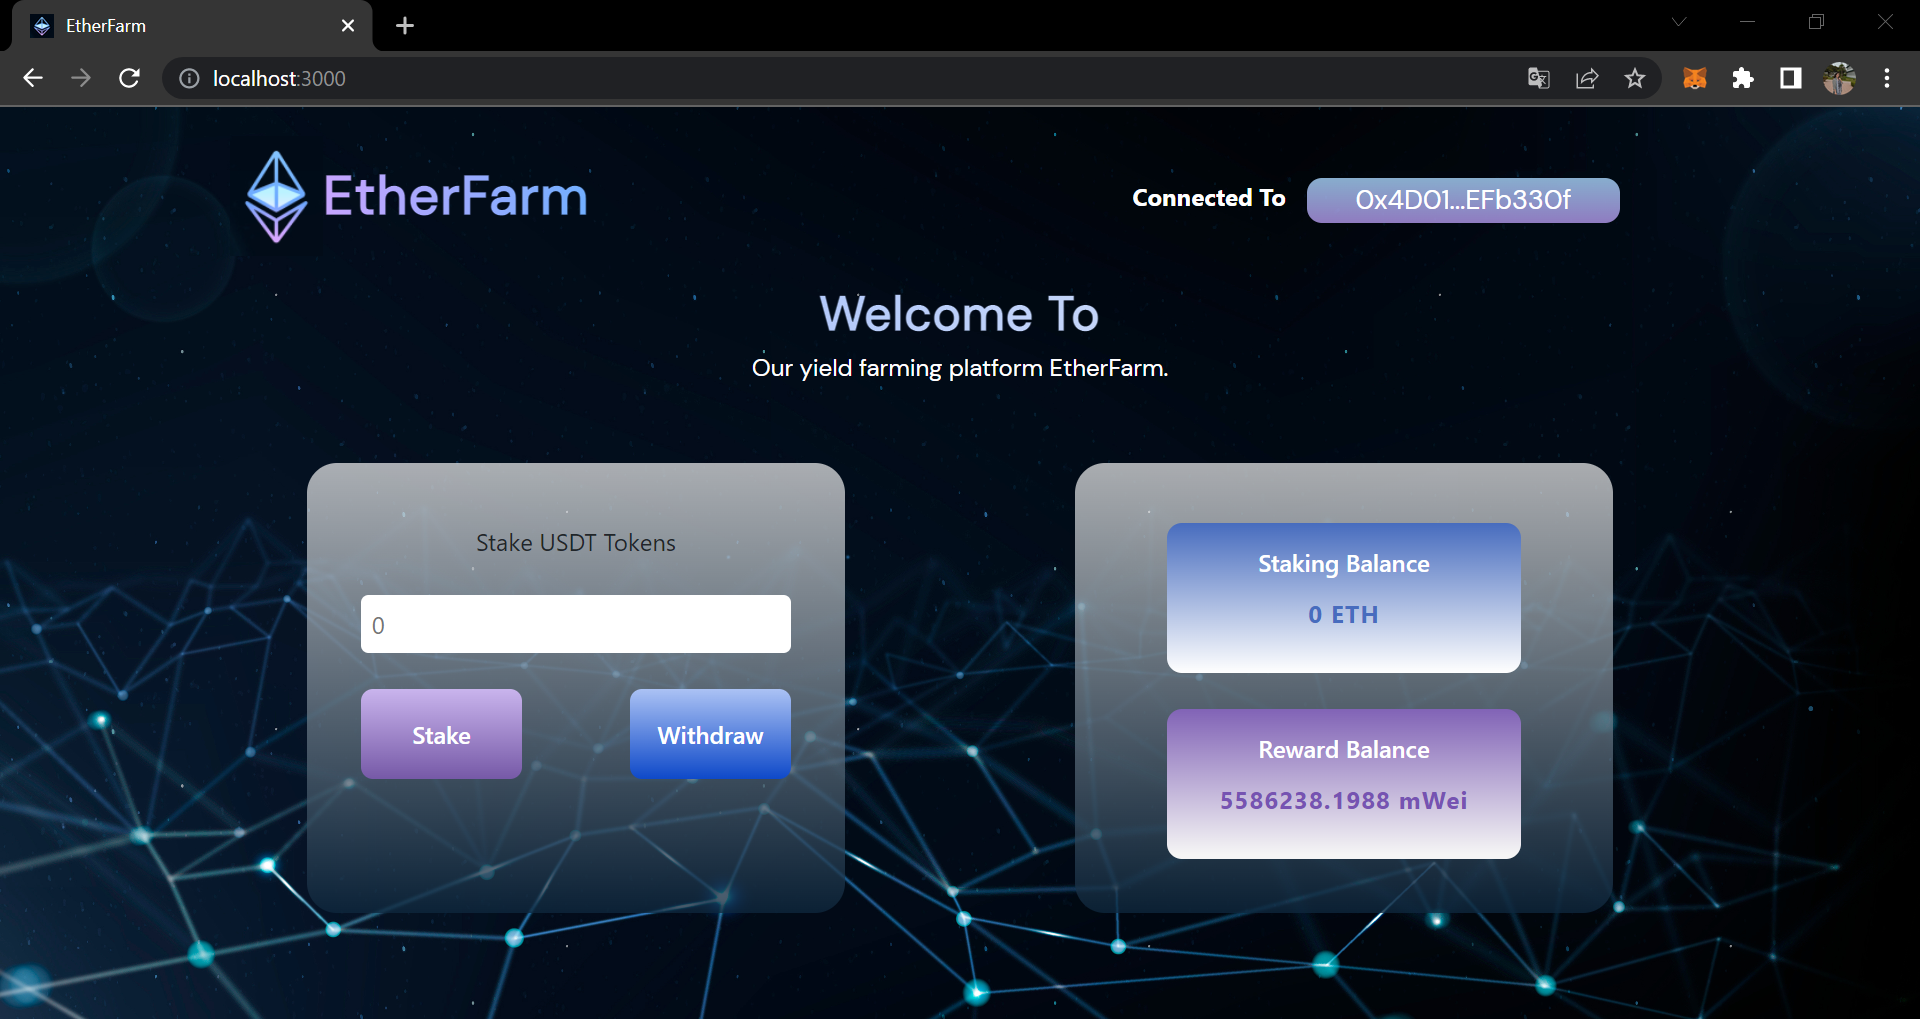 EtherFarm
localhost:3000
EtherFarm
Connected To
0x4D01...EFb330f
Welcome To
Our yield farming platform EtherFarm.
Stake USDT Tokens
0
Stake
Withdraw
Staking Balance
0 ETH
Reward Balance
5586238.1988 mWei